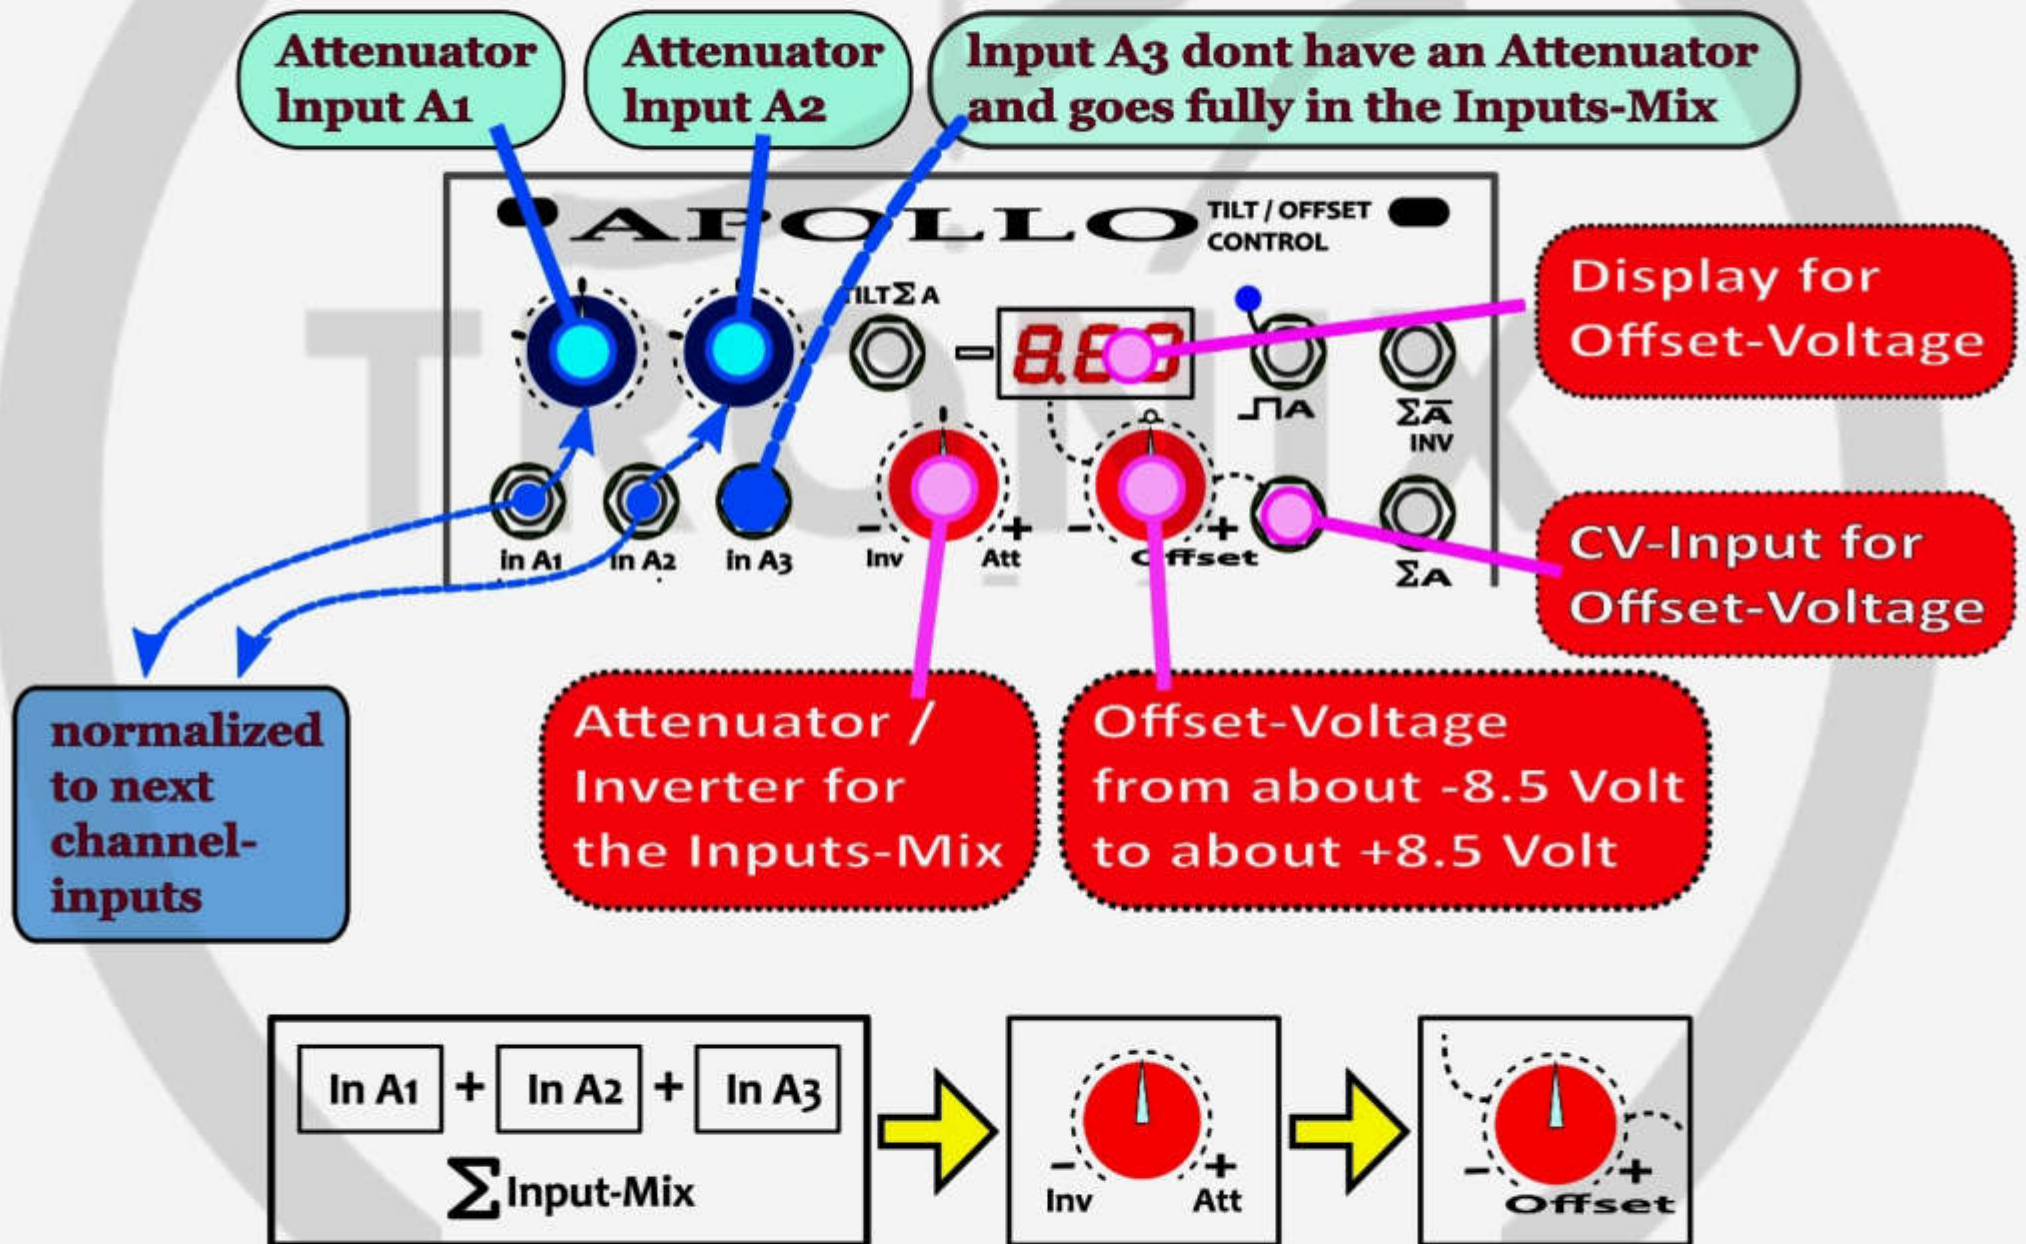 Attenuator
Input A1
Attenuator
Input A2
Input A3 dont have an Attenuator
and goes fully in the Inputs-Mix
APOLLO
TILT / OFFSET
CONTROL
TILT Σ A
8.60
A
ΣA̅
INV
in A1
in A2
in A3
- Inv
+ Att
- + Offset
ΣA
Display for
Offset-Voltage
CV-Input for
Offset-Voltage
normalized
to next
channel-
inputs
Attenuator /
Inverter for
the Inputs-Mix
Offset-Voltage
from about -8.5 Volt
to about +8.5 Volt
TRONIX
In A1 + In A2 + In A3
Σ Input-Mix
- +
Inv Att
- +
Offset